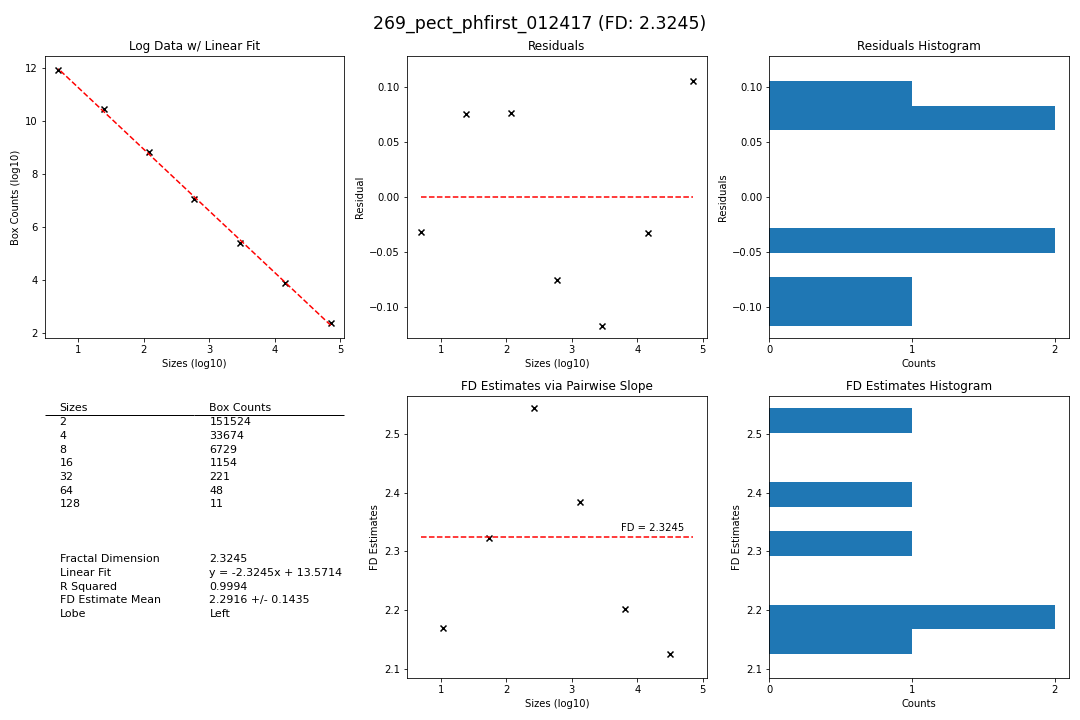 269_pect_phfirst_012417 (FD: 2.3245)
Log Data w/ Linear Fit
12
10
8
6
4
2
Box Counts (log10)
1 2 3 4 5
Sizes (log10)
Residuals
0.10
0.05
0.00
−0.05
−0.10
Residual
1 2 3 4 5
Sizes (log10)
Residuals Histogram
0.10
0.05
0.00
−0.05
−0.10
Residuals
0 1 2
Counts
Sizes Box Counts
2 151524
4 33674
8 6729
16 1154
32 221
64 48
128 11
Fractal Dimension 2.3245
Linear Fit y = -2.3245x + 13.5714
R Squared 0.9994
FD Estimate Mean 2.2916 +/- 0.1435
Lobe Left
FD Estimates via Pairwise Slope
2.5
2.4
2.3
2.2
2.1
FD Estimates
FD = 2.3245
1 2 3 4 5
Sizes (log10)
FD Estimates Histogram
2.5
2.4
2.3
2.2
2.1
FD Estimates
0 1 2
Counts